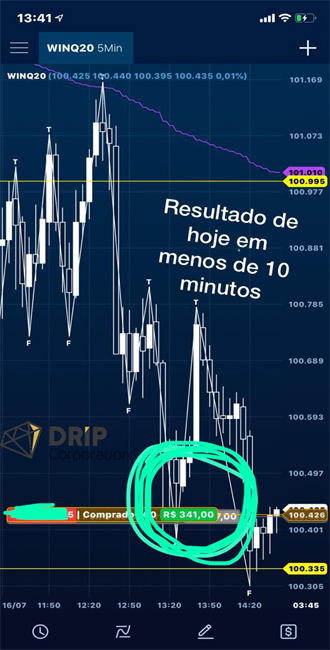 13:41
WINQ20 5Min
WINQ20 (100.425 100.440 100.395 100.435 0,01%)
101.169
101.073
101.010
100.995
100.977
100.881
100.785
100.689
100.593
100.497
100.426
100.401
100.335
100.305
Resultado de
hoje em
menos de 10
minutos
T
T
T
T
T
F
F
F
F
DRIP
Corporation
5 | Comprado R$ 341,00 7,00
16/07 11:50 12:20 12:50 13:20 13:50 14:20 03:45